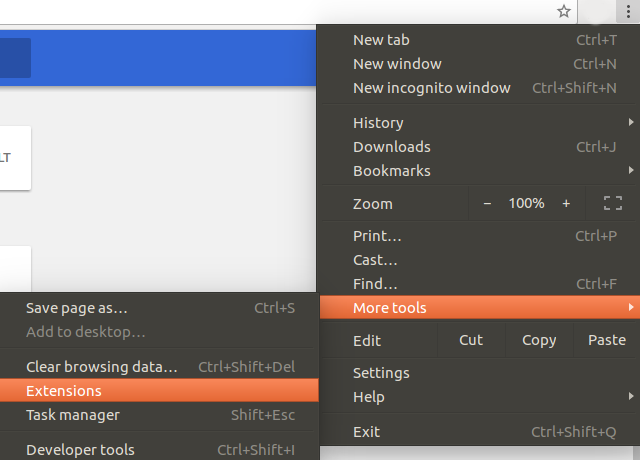 New tab Ctrl+T
New window Ctrl+N
New incognito window Ctrl+Shift+N
History
Downloads Ctrl+J
Bookmarks
Zoom − 100% +
Print... Ctrl+P
Cast...
Find... Ctrl+F
More tools
Edit Cut Copy Paste
Settings
Help
Exit Ctrl+Shift+Q
LT
Save page as... Ctrl+S
Add to desktop...
Clear browsing data... Ctrl+Shift+Del
Extensions
Task manager Shift+Esc
Developer tools Ctrl+Shift+I